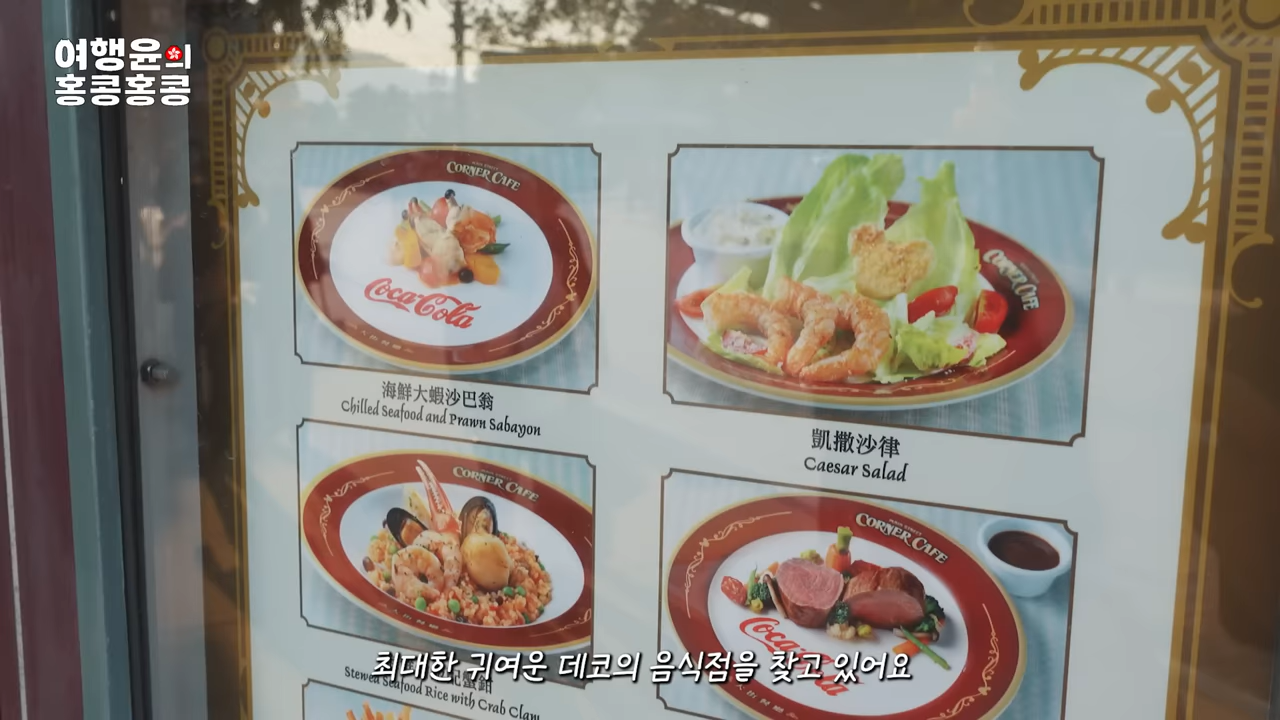 여행윤의
홍콩홍콩
CORNER CAFE
Coca-Cola
海鮮大蝦沙巴翁
Chilled Seafood and Prawn Sabayon
CORNER CAFE
凱撒沙律
Caesar Salad
CORNER CAFE
Stewed Seafood Rice with Crab Claw
CORNER CAFE
Coca-Cola
최대한 귀여운 데코의 음식점을 찾고 있어요